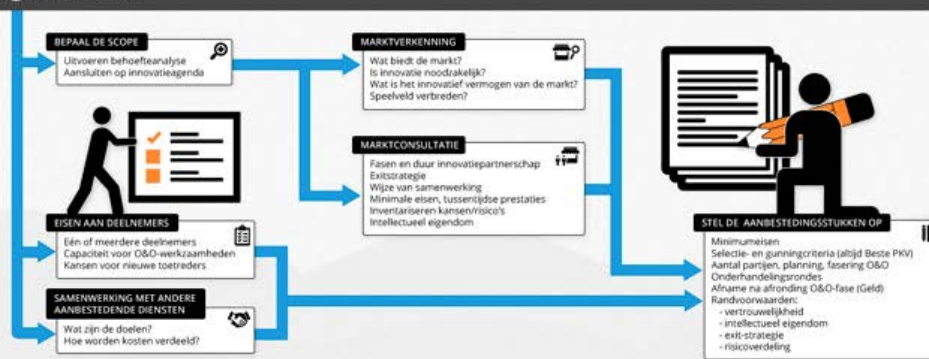 BEPAAL DE SCOPE
Uitvoeren behoefteanalyse
Aansluiten op innovatieagenda
MARKTVERKENNING
Wat biedt de markt?
Is innovatie noodzakelijk?
Wat is het innovatief vermogen van de markt?
Speelveld verbreden?
MARKTCONSULTATIE
Fasen en duur innovatiepartnerschap
Exitstrategie
Wijze van samenwerking
Minimale eisen, tussentijdse prestaties
Inventariseren kansen/risico's
Intellectueel eigendom
EISEN AAN DEELNEMERS
Eén of meerdere deelnemers
Capaciteit voor O&O-werkzaamheden
Kansen voor nieuwe toetreders
SAMENWERKING MET ANDERE
AANBESTEDENDE DIENSTEN
Wat zijn de doelen?
Hoe worden kosten verdeeld?
STEL DE AANBESTEDINGSSTUKKEN OP
Minimumeisen
Selectie- en gunningcriteria (altijd Beste PKV)
Aantal partijen, planning, fasering O&O
Onderhandelingsrondes
Afname na afronding O&O-fase (Geld)
Randvoorwaarden:
- vertrouwelijkheid
- intellectueel eigendom
- exit-strategie
- risicoverdeling